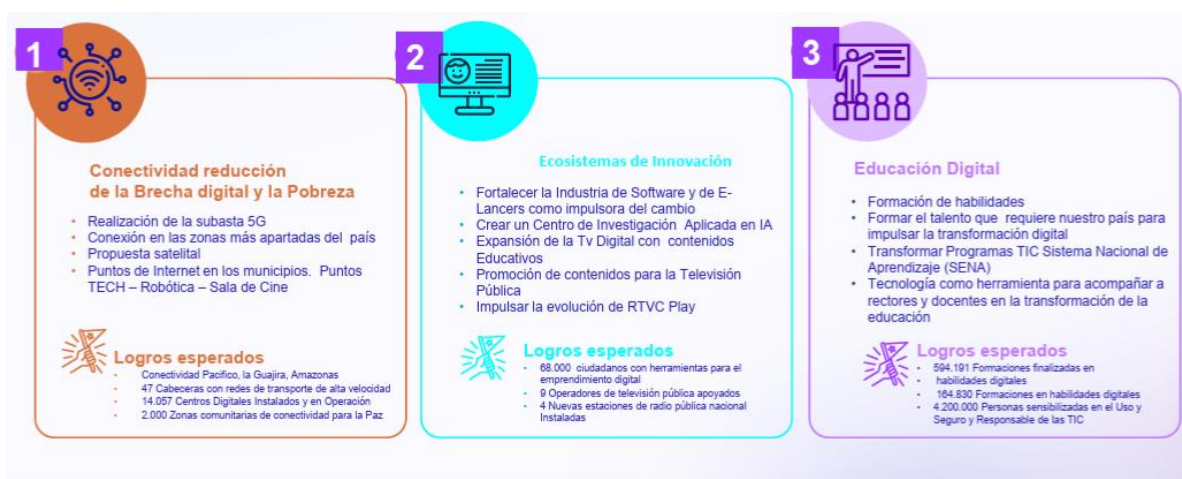 1
Conectividad reducción
de la Brecha digital y la Pobreza
• Realización de la subasta 5G
• Conexión en las zonas más apartadas del país
• Propuesta satelital
• Puntos de Internet en los municipios. Puntos
TECH – Robótica – Sala de Cine
Logros esperados
- Conectividad Pacifico, la Guajira, Amazonas
- 47 Cabeceras con redes de transporte de alta velocidad
- 14.057 Centros Digitales Instalados y en Operación
- 2.000 Zonas comunitarias de conectividad para la Paz
2
Ecosistemas de Innovación
• Fortalecer la Industria de Software y de E-
Lancers como impulsora del cambio
• Crear un Centro de Investigación Aplicada en IA
• Expansión de la Tv Digital con contenidos
Educativos
• Promoción de contenidos para la Televisión
Pública
• Impulsar la evolución de RTVC Play
Logros esperados
• 68.000 ciudadanos con herramientas para el
emprendimiento digital
• 9 Operadores de televisión pública apoyados
• 4 Nuevas estaciones de radio pública nacional
Instaladas
3
Educación Digital
• Formación de habilidades
• Formar el talento que requiere nuestro país para
impulsar la transformación digital
• Transformar Programas TIC Sistema Nacional de
Aprendizaje (SENA)
• Tecnología como herramienta para acompañar a
rectores y docentes en la transformación de la
educación
Logros esperados
• 594.191 Formaciones finalizadas en
• habilidades digitales
• 164.830 Formaciones en habilidades digitales
• 4.200.000 Personas sensibilizadas en el Uso y
Seguro y Responsable de las TIC